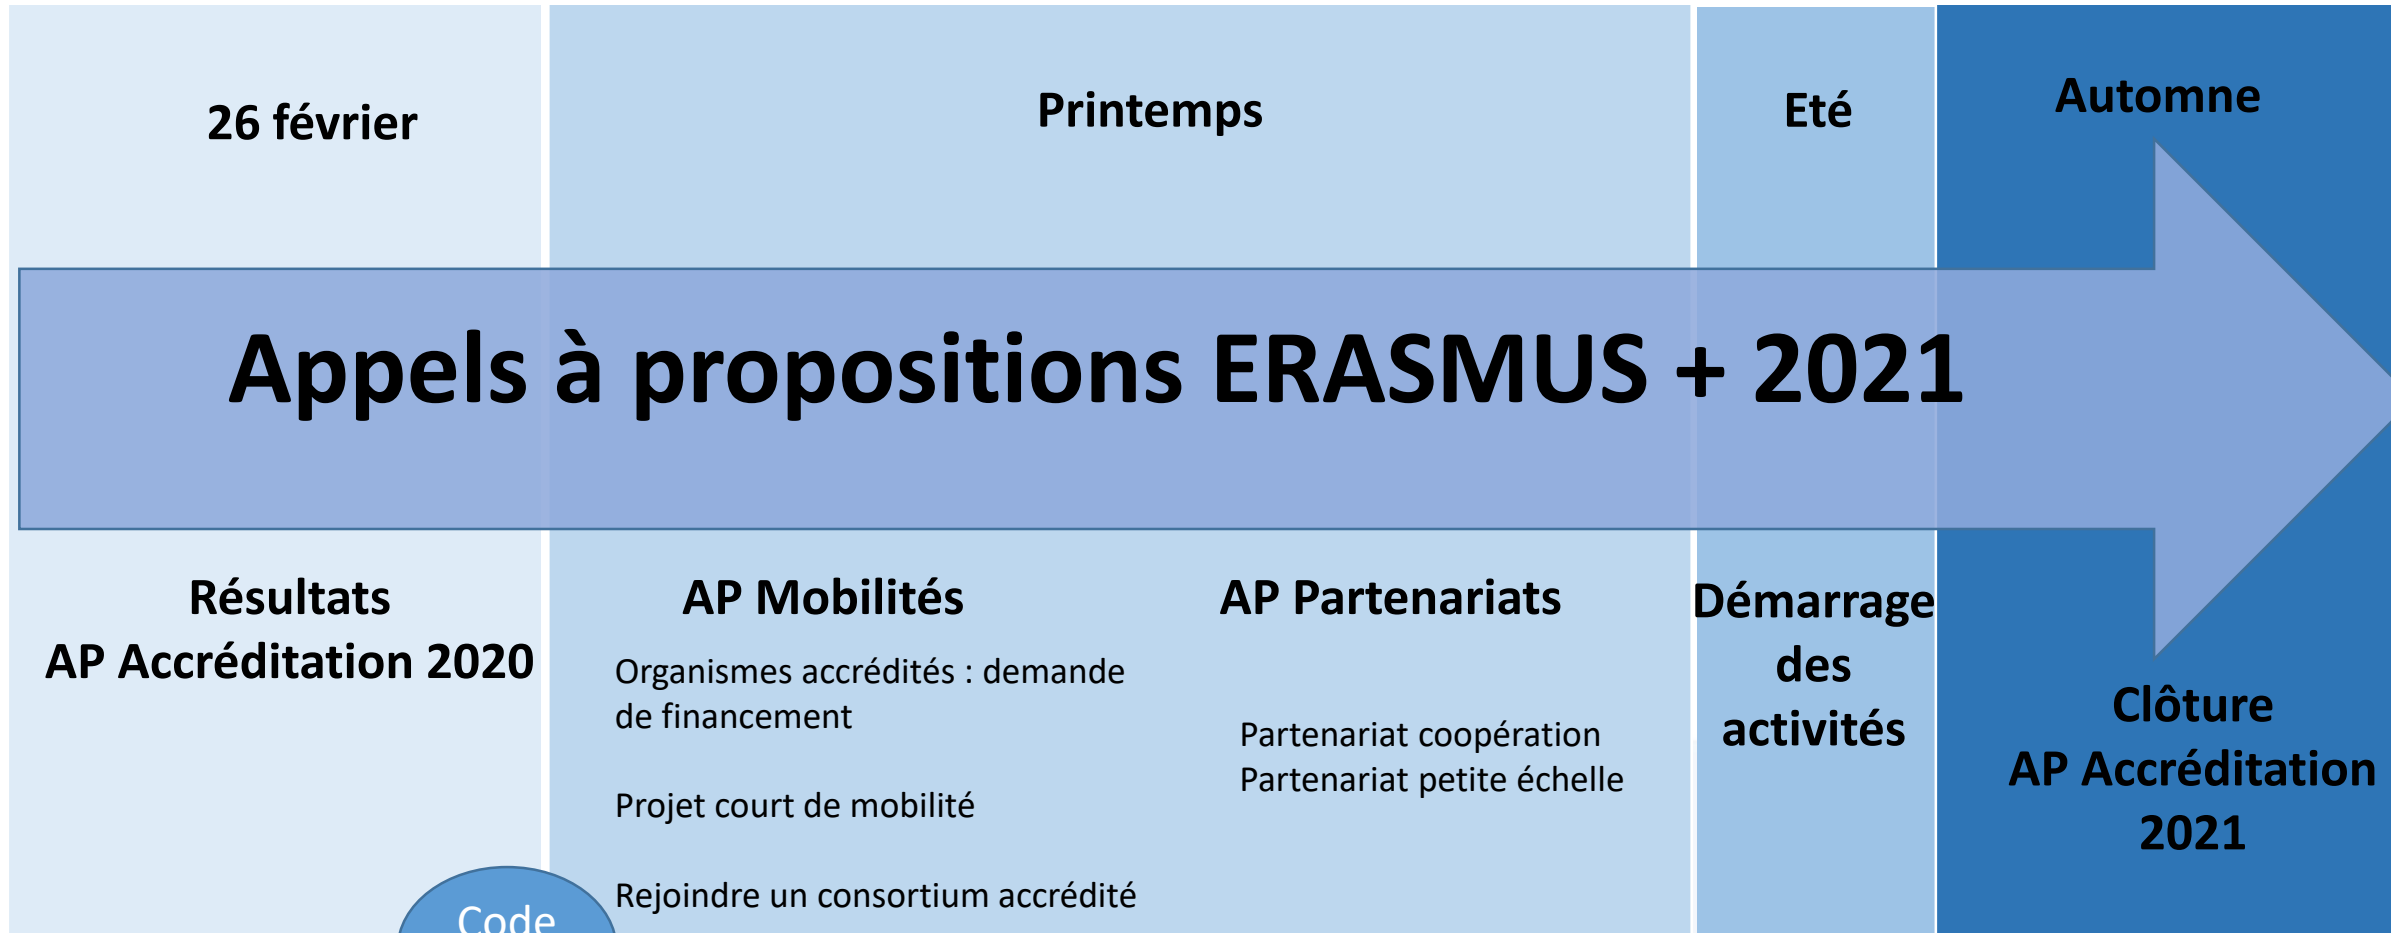 26 février
Printemps
Eté
Automne
Appels à propositions ERASMUS + 2021
Résultats
AP Accréditation 2020
AP Mobilités
Organismes accrédités : demande
de financement
Projet court de mobilité
Rejoindre un consortium accrédité
AP Partenariats
Partenariat coopération
Partenariat petite échelle
Démarrage
des
activités
Clôture
AP Accréditation
2021
Code